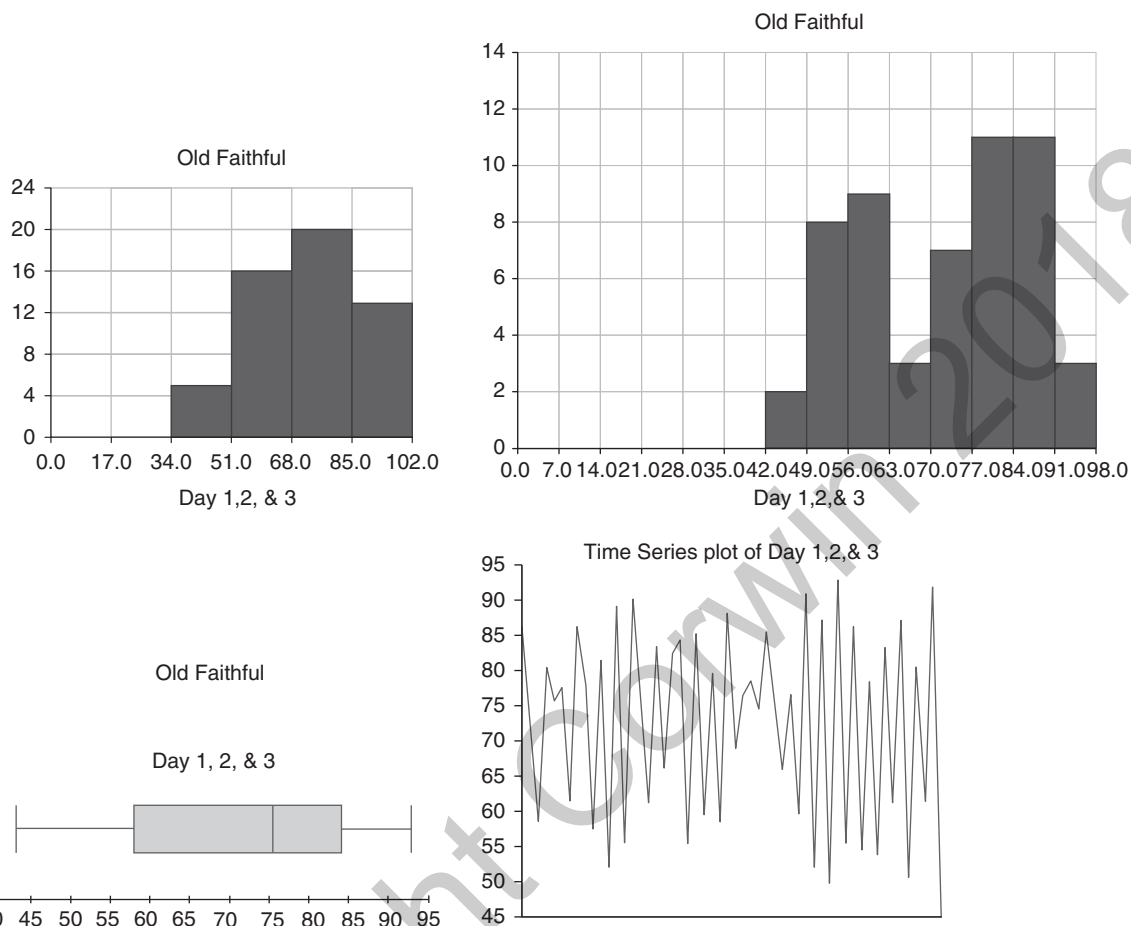 Old Faithful
14
12
10
8
6
4
2
0
0.0 7.0 14.021.028.035.042.049.056.063.070.077.084.091.098.0
Day 1,2,& 3
Old Faithful
24
20
16
12
8
4
0
0.0 17.0 34.0 51.0 68.0 85.0 102.0
Day 1,2, & 3
Old Faithful
Day 1, 2, & 3
45 50 55 60 65 70 75 80 85 90 95
Time Series plot of Day 1,2,& 3
95
90
85
80
75
70
65
60
55
50
45
ht Corwin 2018